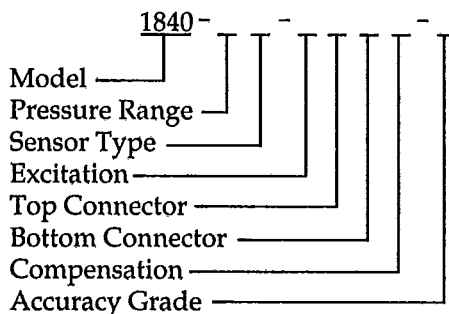 1840 - - -
Model
Pressure Range
Sensor Type
Excitation
Top Connector
Bottom Connector
Compensation
Accuracy Grade